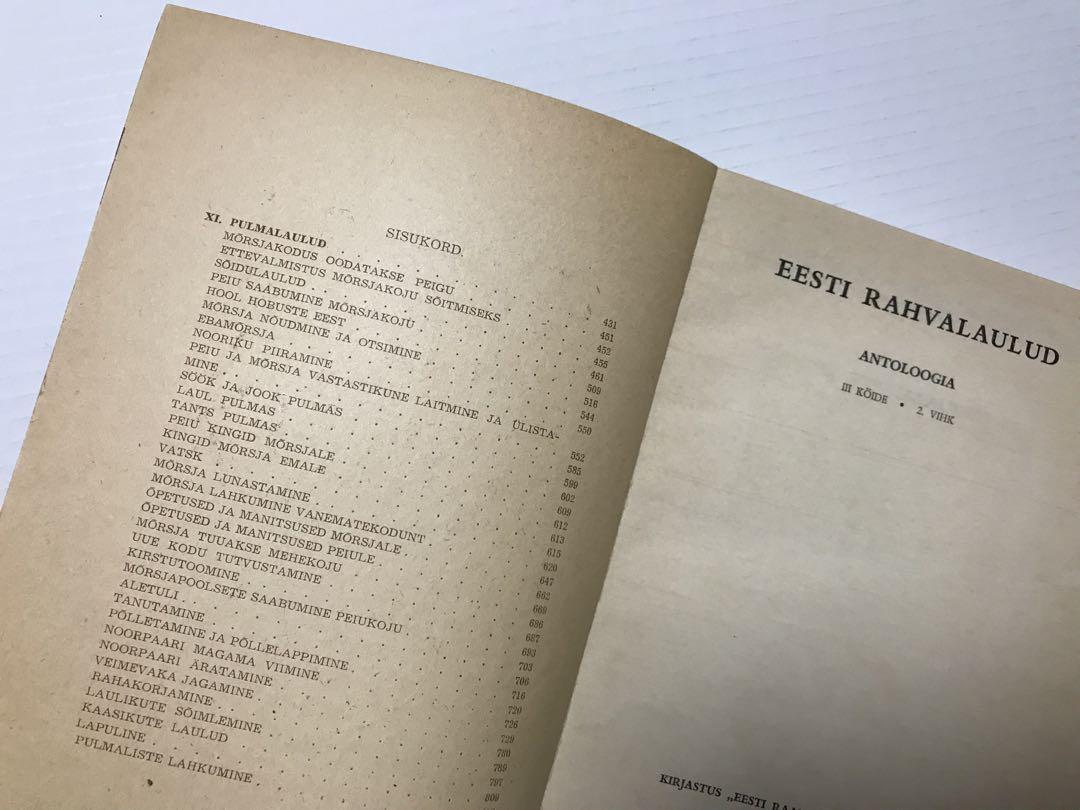 SISUKORD
XI. PULMALAULUD . . . 431
MÕRSJAKODUS OODATAKSE PEIGU . . . 451
ETTEVALMISTUS MÕRSJAKOJU SÕITMISEKS . . . 452
SÕIDULAULUD . . . 455
PEIU SAABUMINE MÕRSJAKOJU . . . 461
HOOL HOBUSTE EEST . . . 509
MÕRSJA NÕUDMINE JA OTSIMINE . . . 516
EBAMÕRSJA . . . 544
NOORIKU PIIRAMINE . . . 550
PEIU JA MÕRSJA VASTASTIKUNE LAITMINE JA ÜLISTA-
MINE . . . 552
SÖÖK JA JOOK PULMAS . . . 585
LAUL PULMAS . . . 599
TANTS PULMAS . . . 602
PEIU KINGID MÕRSJALE . . . 609
KINGID MÕRSJA EMALE . . . 612
VATSK . . . 613
MÕRSJA LUNASTAMINE . . . 615
MÕRSJA LAHKUMINE VANEMATEKODUNT . . . 620
ÕPETUSED JA MANITSUSED MÕRSJALE . . . 647
ÕPETUSED JA MANITSUSED PEIULE . . . 662
MÕRSJA TUUAKSE MEHEKOJU . . . 669
UUE KODU TUTVUSTAMINE . . . 686
KIRSTUTOOMINE . . . 687
MÕRSJAPOOLSETE SAABUMINE PEIUKOJU . . . 693
ALETULI . . . 703
TANUTAMINE . . . 706
PÕLLETAMINE JA PÕLLELAPPIMINE . . . 716
NOORPAARI MAGAMA VIIMINE . . . 720
NOORPAARI ÄRATAMINE . . . 726
VEIMEVAKA JAGAMINE . . . 729
RAHAKORJAMINE . . . 780
LAULIKUTE SÕIMLEMINE . . . 789
KAASIKUTE LAULUD . . . 797
LAPULINE . . . 809
PULMALISTE LAHKUMINE
EESTI RAHVALAULUD
ANTOLOOGIA
III KÖIDE • 2. VIHK
KIRJASTUS „EESTI